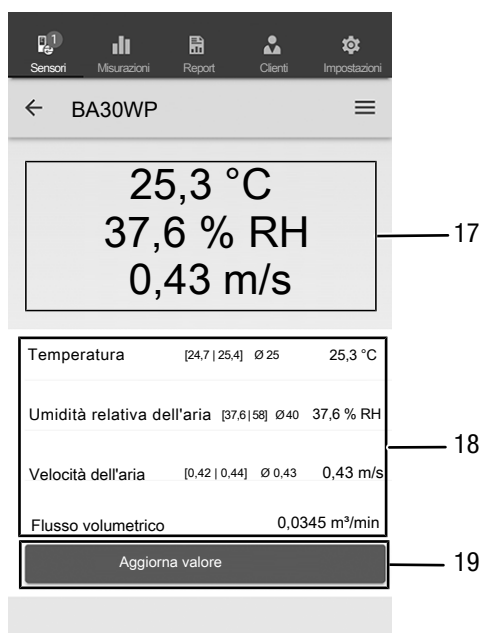 1
Sensori Misurazioni Report Clienti Impostazioni
BA30WP
25,3 °C
37,6 % RH
0,43 m/s
17
Temperatura [24,7 | 25,4] Ø 25 25,3 °C
Umidità relativa dell'aria [37,6|58] Ø40 37,6 % RH
18
Velocità dell'aria [0,42 | 0,44] Ø 0,43 0,43 m/s
Flusso volumetrico 0,0345 m³/min
Aggiorna valore 19